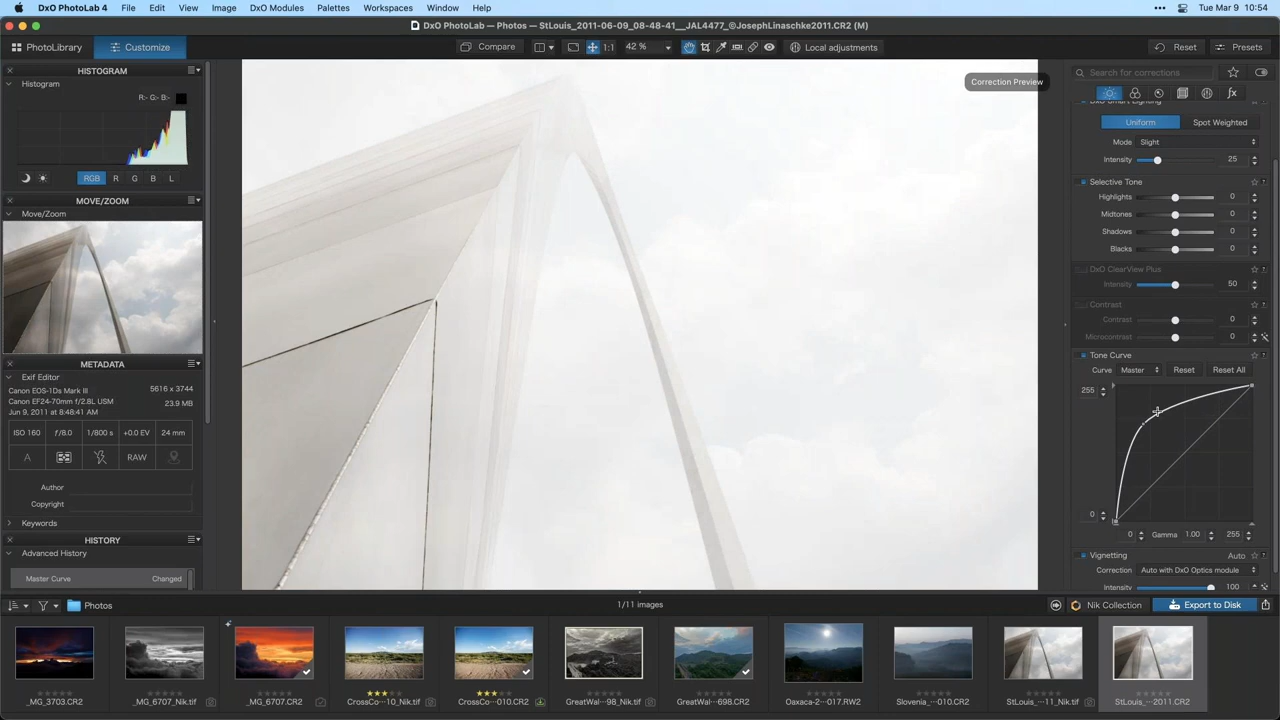 DxO PhotoLab 4 File Edit View Image DxO Modules Palettes Workspaces Window Help Tue Mar 9 10:54
DxO PhotoLab 4 — Photos — StLouis_2011-06-09_08-48-41__JAL4477_©JosephLinaschke2011.CR2 (M)
PhotoLibrary Customize Compare 1:1 42 % Local adjustments Reset Presets
HISTOGRAM
Histogram
R:- G:- B:-
RGB R G B L
MOVE/ZOOM
Move/Zoom
METADATA
Exif Editor
Canon EOS-1Ds Mark III 5616 x 3744
Canon EF24-70mm f/2.8L USM 23.9 MB
Jun 9, 2011 at 8:48:41 AM
ISO 160 ƒ/8.0 1/800 s +0.0 EV 24 mm
A RAW
Author
Copyright
Keywords
HISTORY
Advanced History
Master Curve Changed
Correction Preview
Search for corrections
fx
DxO Smart Lighting
Uniform Spot Weighted
Mode Slight
Intensity 25
Selective Tone
Highlights 0
Midtones 0
Shadows 0
Blacks 0
DxO ClearView Plus
Intensity 50
Contrast
Contrast 0
Microcontrast 0
Tone Curve
Curve Master Reset Reset All
255
0
0 Gamma 1.00 255
Vignetting Auto
Correction Auto with DxO Optics module
Intensity 100
Photos 1/11 images Nik Collection Export to Disk
_MG_3703.CR2 _MG_6707_Nik.tif _MG_6707.CR2 CrossCo···10_Nik.tif CrossCo···010.CR2 GreatWal···98_Nik.tif GreatWal···698.CR2 Oaxaca-2···017.RW2 Slovenia_···010.CR2 StLouis_···11_Nik.tif StLouis_···2011.CR2